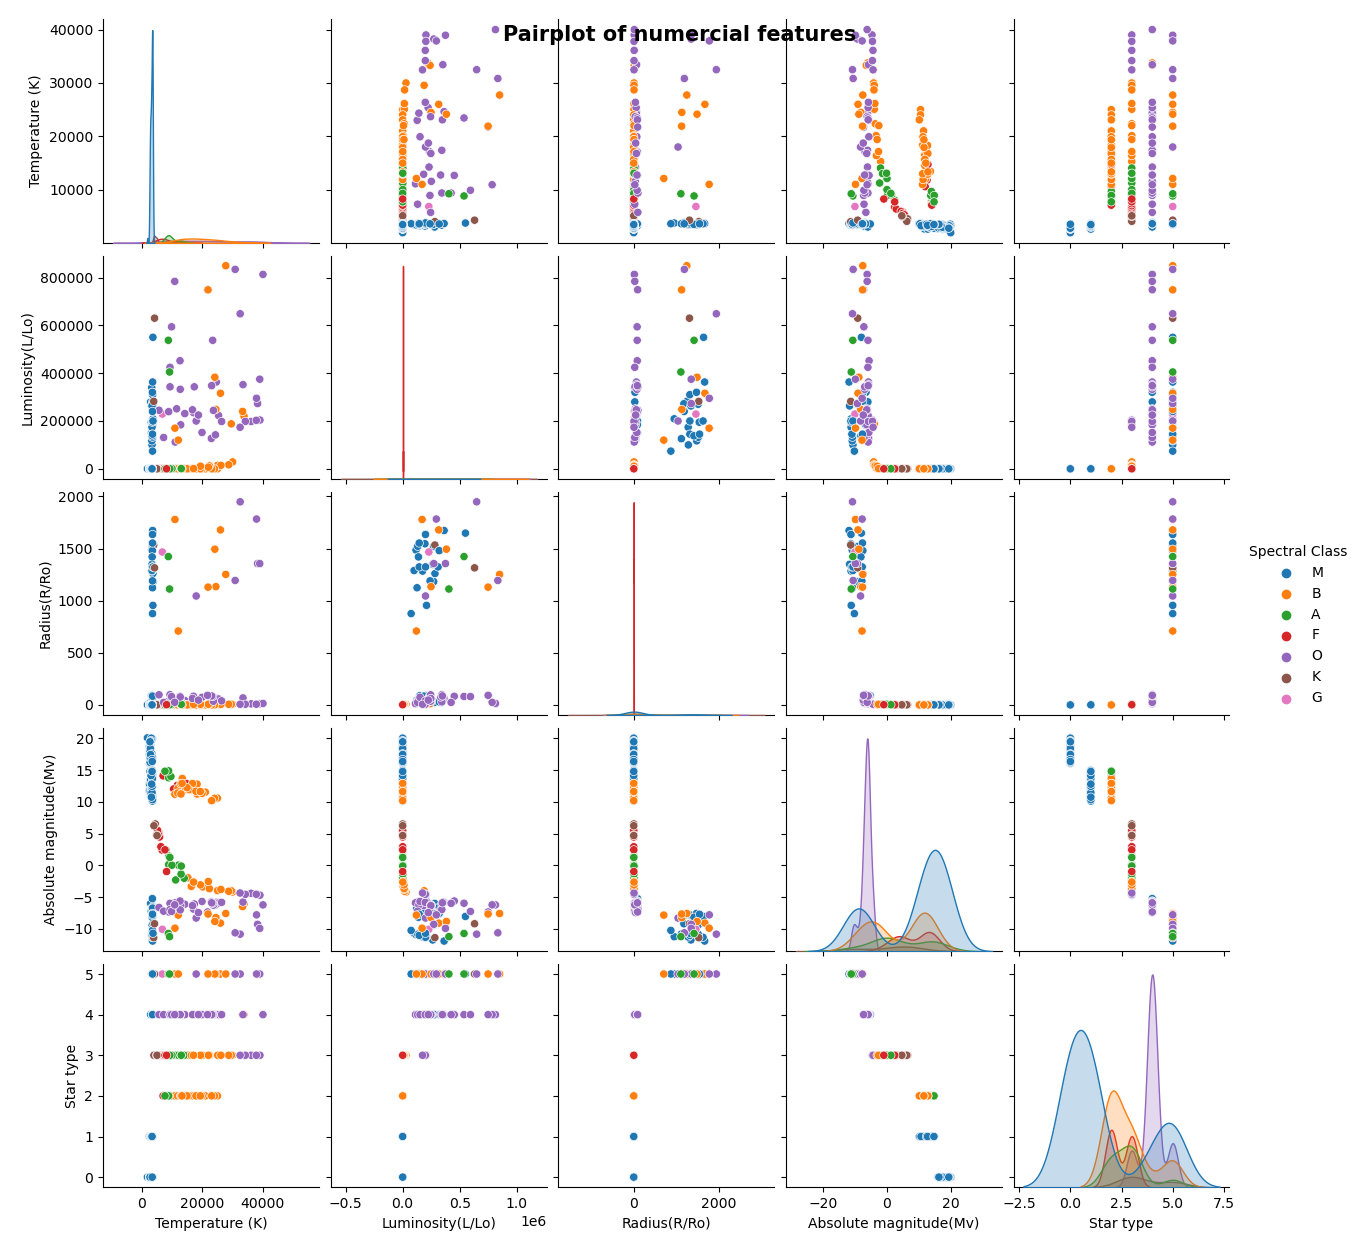 Pairplot of numercial features
40000
30000
20000
10000
Temperature (K)
800000
600000
400000
200000
0
Luminosity(L/Lo)
2000
1500
1000
500
0
Radius(R/Ro)
20
15
10
5
0
−5
−10
Absolute magnitude(Mv)
5
4
3
2
1
0
Star type
0 20000 40000
Temperature (K)
−0.5 0.0 0.5 1.0
1e6
Luminosity(L/Lo)
0 2000
Radius(R/Ro)
−20 0 20
Absolute magnitude(Mv)
−2.5 0.0 2.5 5.0 7.5
Star type
Spectral Class
M
B
A
F
O
K
G